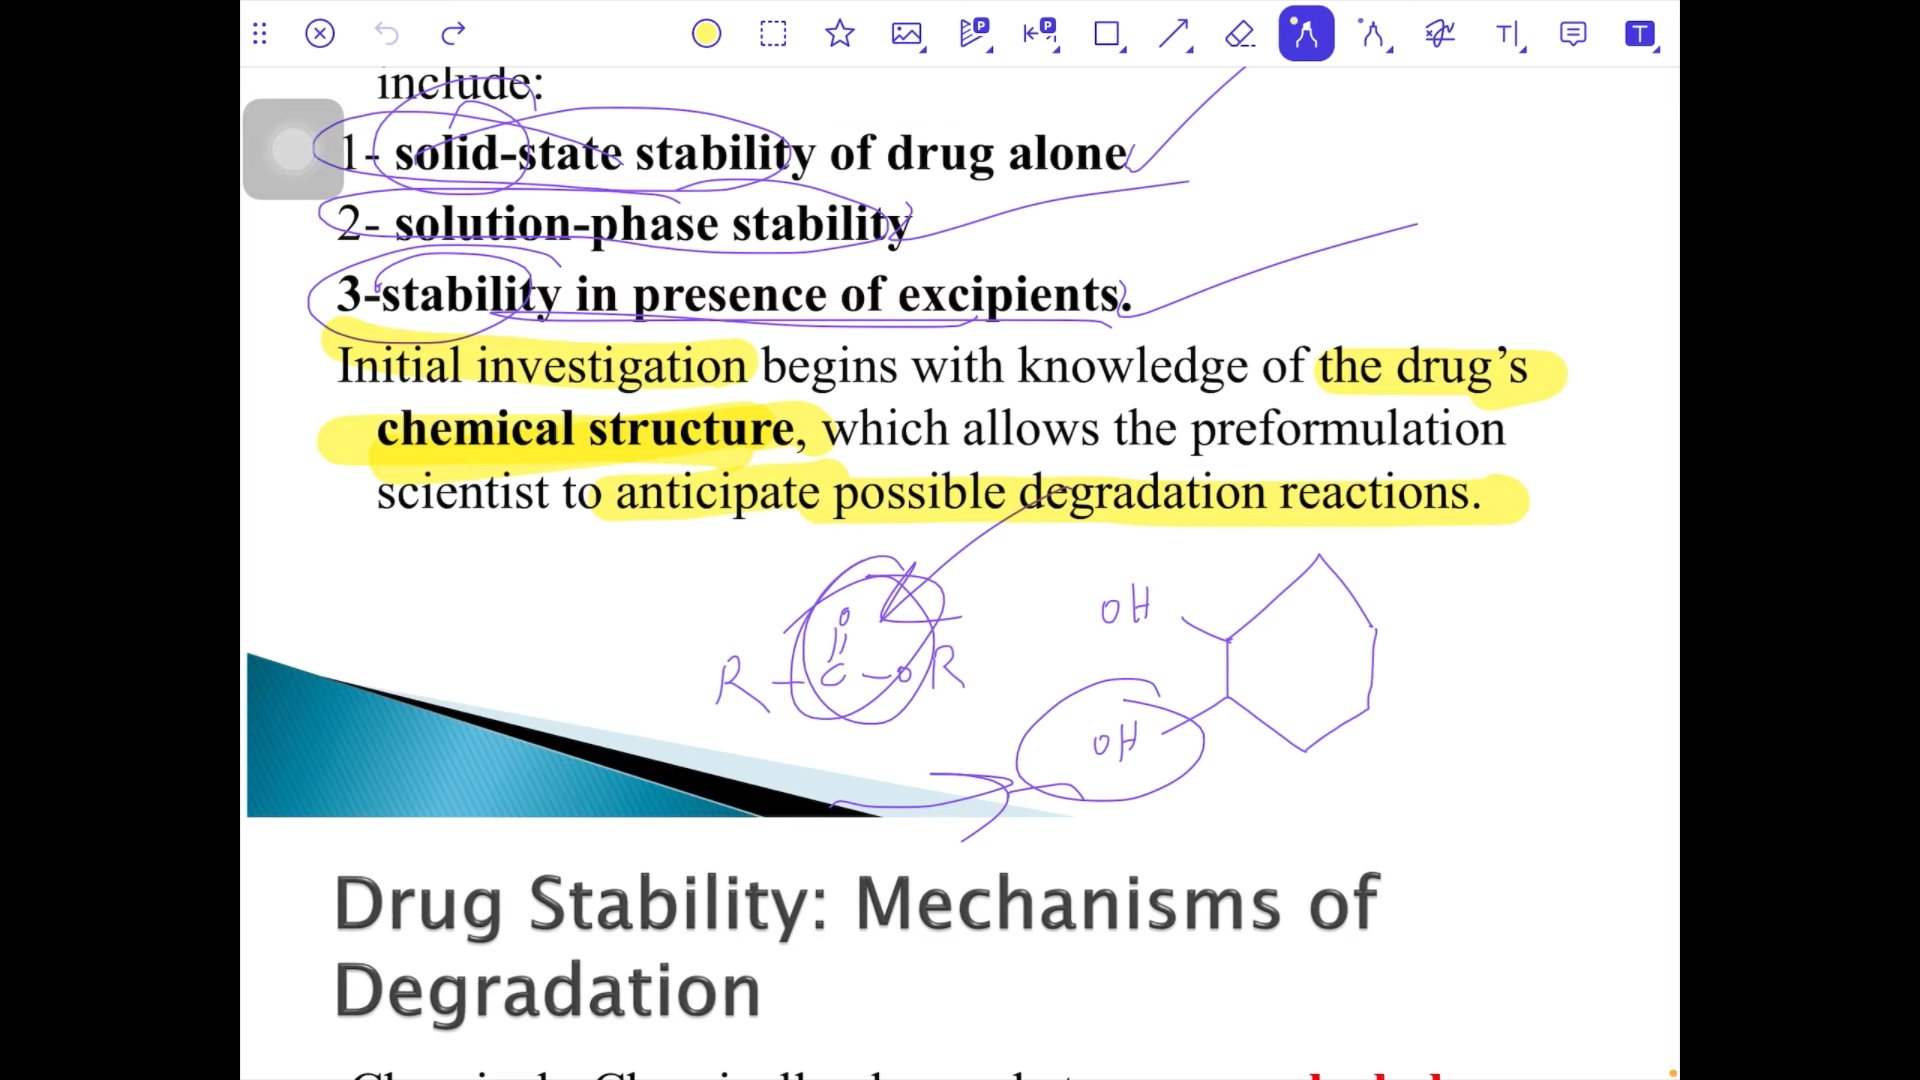 include:
1- solid-state stability of drug alone
2- solution-phase stability
3-stability in presence of excipients.
Initial investigation begins with knowledge of the drug’s
chemical structure, which allows the preformulation
scientist to anticipate possible degradation reactions.
O
R - C - O R
OH
OH
Drug Stability: Mechanisms of
Degradation